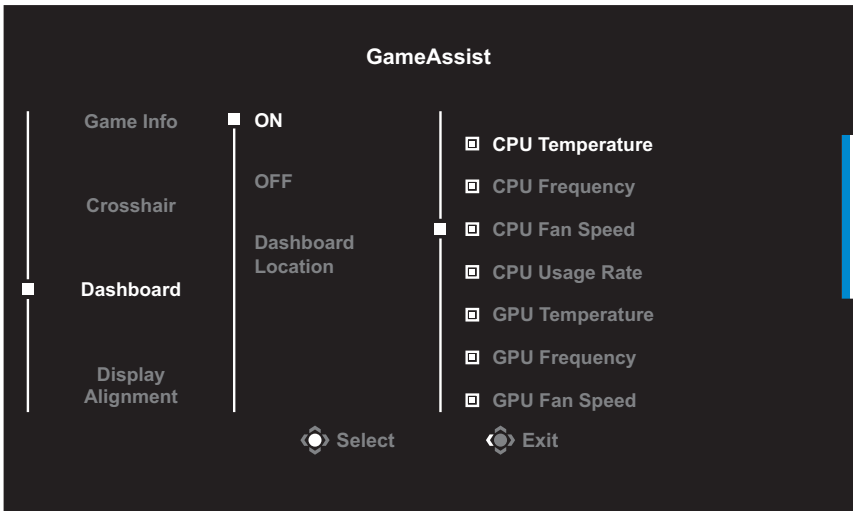 GameAssist
Game Info
Crosshair
Dashboard
Display
Alignment
ON
OFF
Dashboard
Location
CPU Temperature
CPU Frequency
CPU Fan Speed
CPU Usage Rate
GPU Temperature
GPU Frequency
GPU Fan Speed
Select
Exit